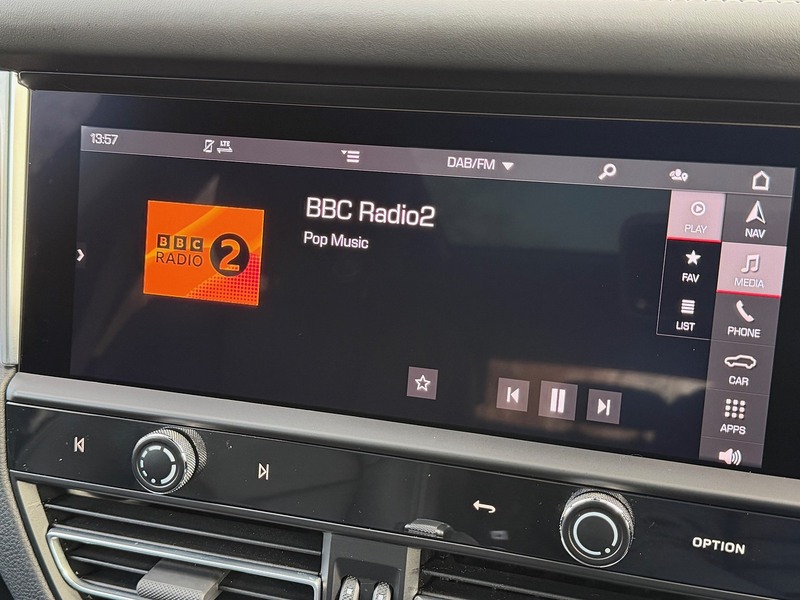 13:57
LTE
DAB/FM
BBC
RADIO 2
BBC Radio2
Pop Music
PLAY
FAV
LIST
NAV
MEDIA
PHONE
CAR
APPS
OPTION